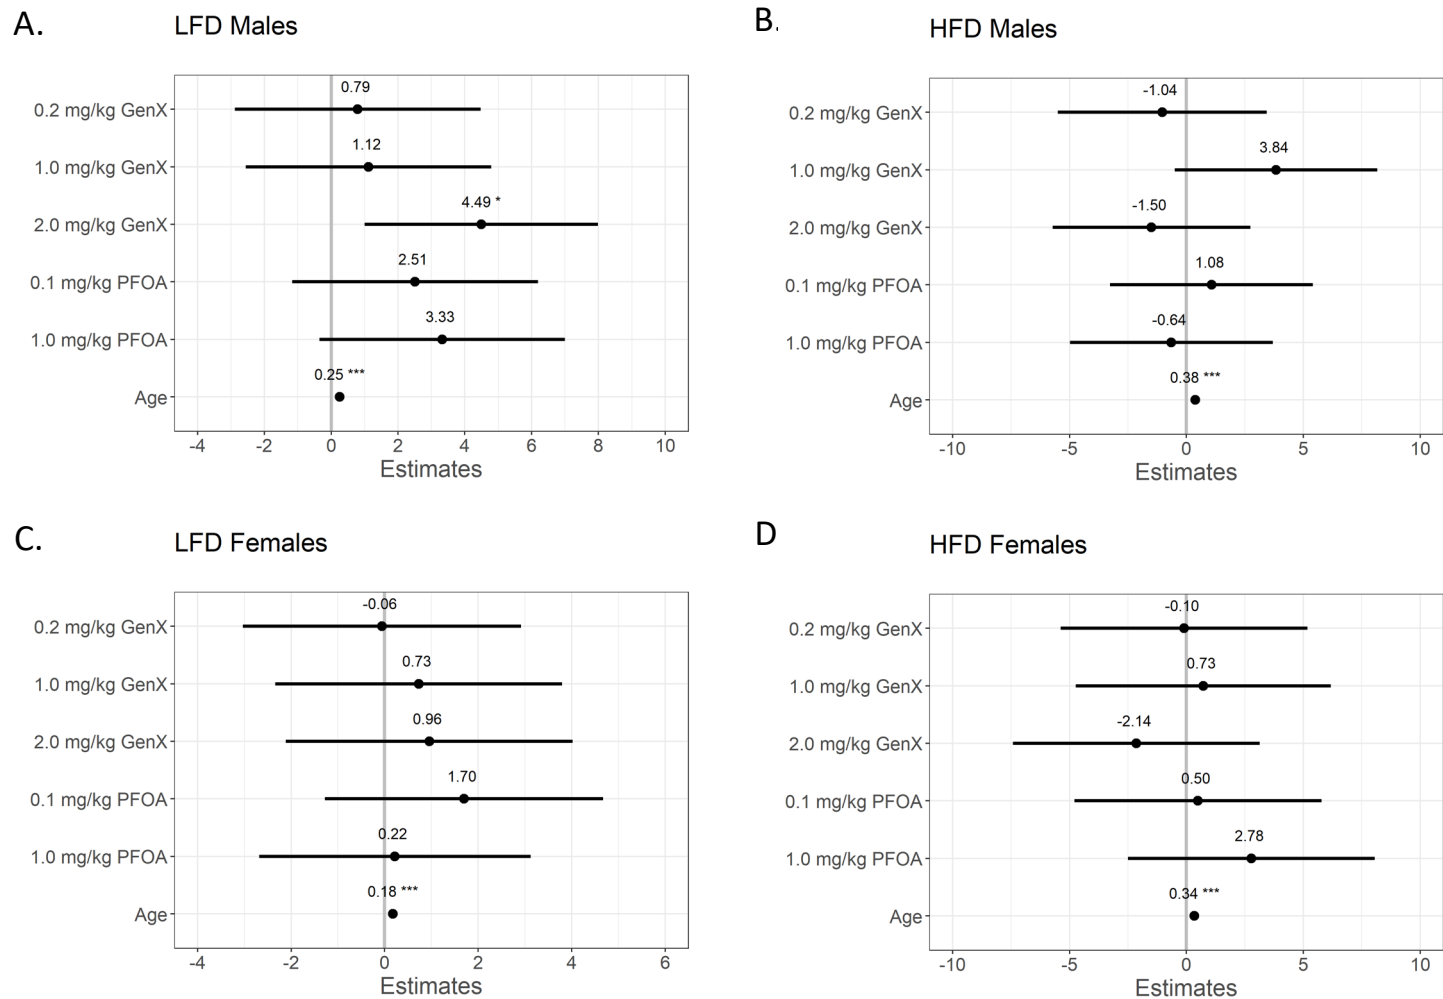 A.
LFD Males
0.2 mg/kg GenX
1.0 mg/kg GenX
2.0 mg/kg GenX
0.1 mg/kg PFOA
1.0 mg/kg PFOA
Age
0.79
1.12
4.49 *
2.51
3.33
0.25 ***
-4 -2 0 2 4 6 8 10
Estimates
B.
HFD Males
0.2 mg/kg GenX
1.0 mg/kg GenX
2.0 mg/kg GenX
0.1 mg/kg PFOA
1.0 mg/kg PFOA
Age
-1.04
3.84
-1.50
1.08
-0.64
0.38 ***
-10 -5 0 5 10
Estimates
C.
LFD Females
0.2 mg/kg GenX
1.0 mg/kg GenX
2.0 mg/kg GenX
0.1 mg/kg PFOA
1.0 mg/kg PFOA
Age
-0.06
0.73
0.96
1.70
0.22
0.18 ***
-4 -2 0 2 4 6
Estimates
D
HFD Females
0.2 mg/kg GenX
1.0 mg/kg GenX
2.0 mg/kg GenX
0.1 mg/kg PFOA
1.0 mg/kg PFOA
Age
-0.10
0.73
-2.14
0.50
2.78
0.34 ***
-10 -5 0 5 10
Estimates